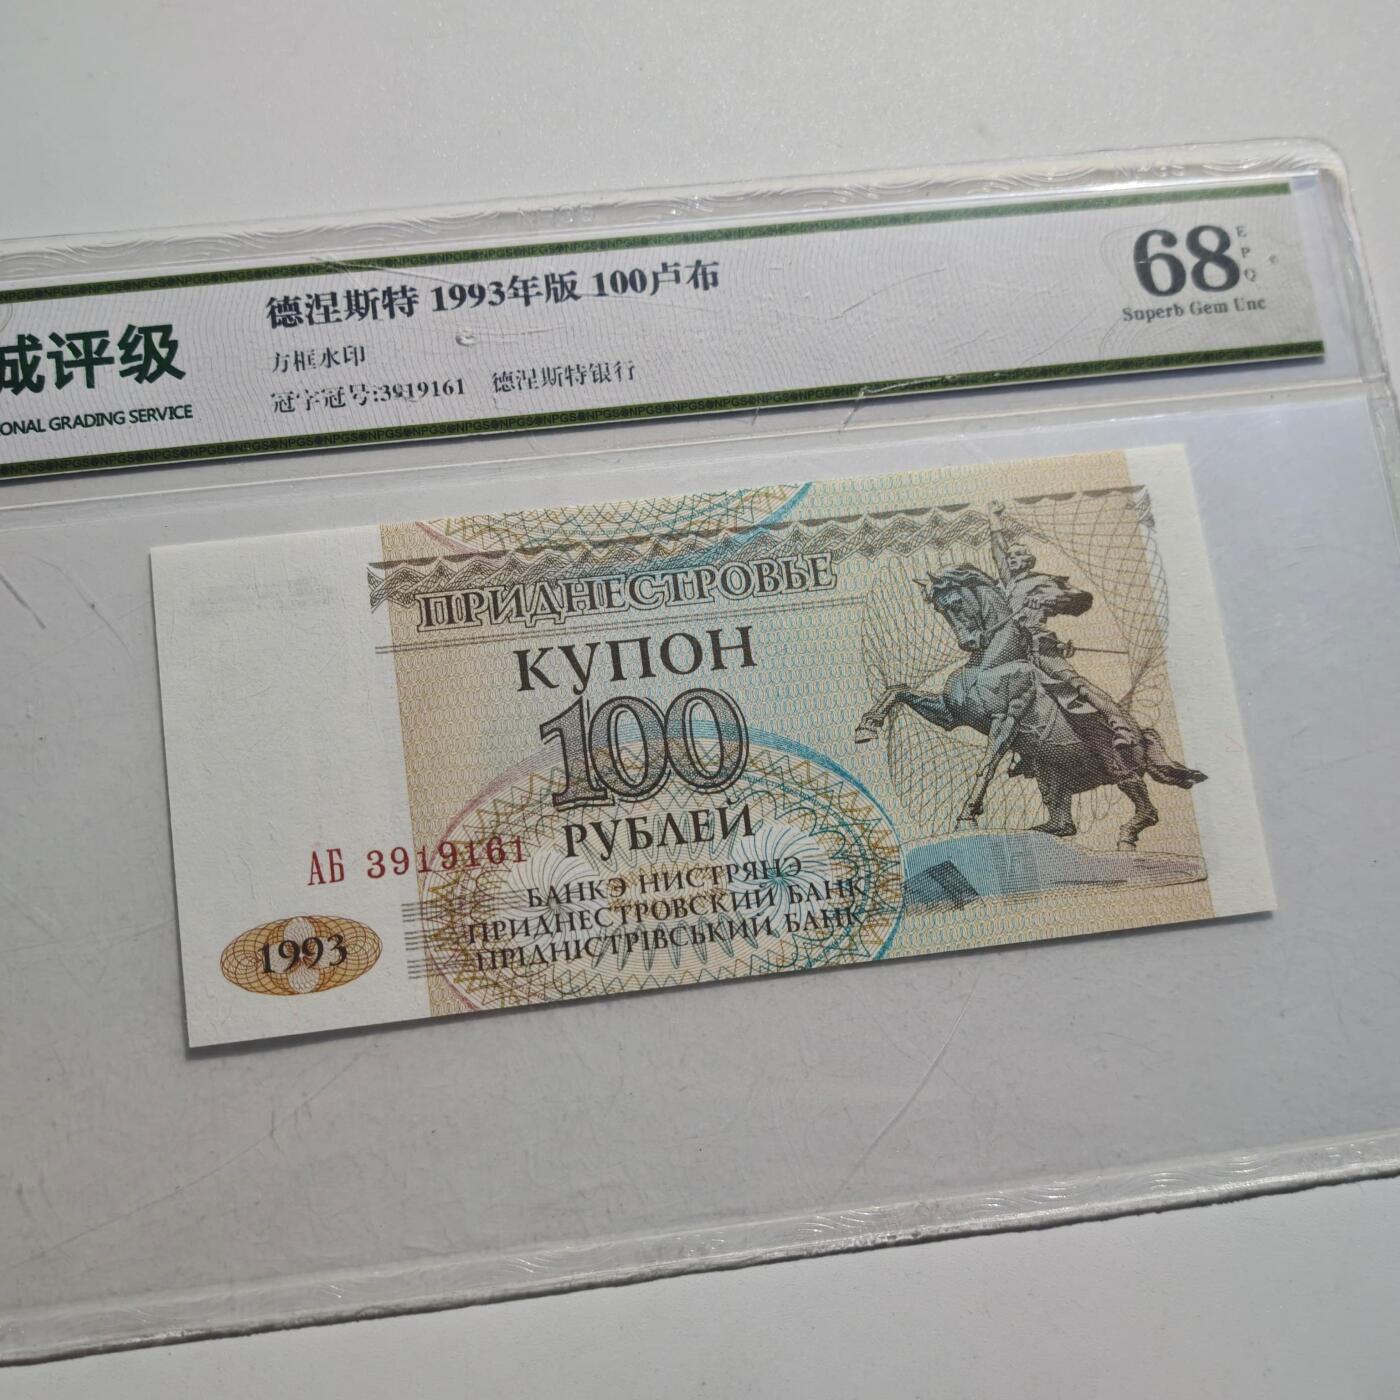 德涅斯特 1993年版 100卢布
68
EPQ
Superb Gem Unc
成评级
方框水印
冠字冠号:3919161 德涅斯特银行
ONAL GRADING SERVICE
ПРИДНЕСТРОВЬЕ
КУПОН
100
РУБЛЕЙ
АБ 3919161
БАНКЭ НИСТРЯНЭ
ПРИДНЕСТРОВСКИЙ БАНК
ПРІДНІСТРІВСЬКИЙ БАНК
1993